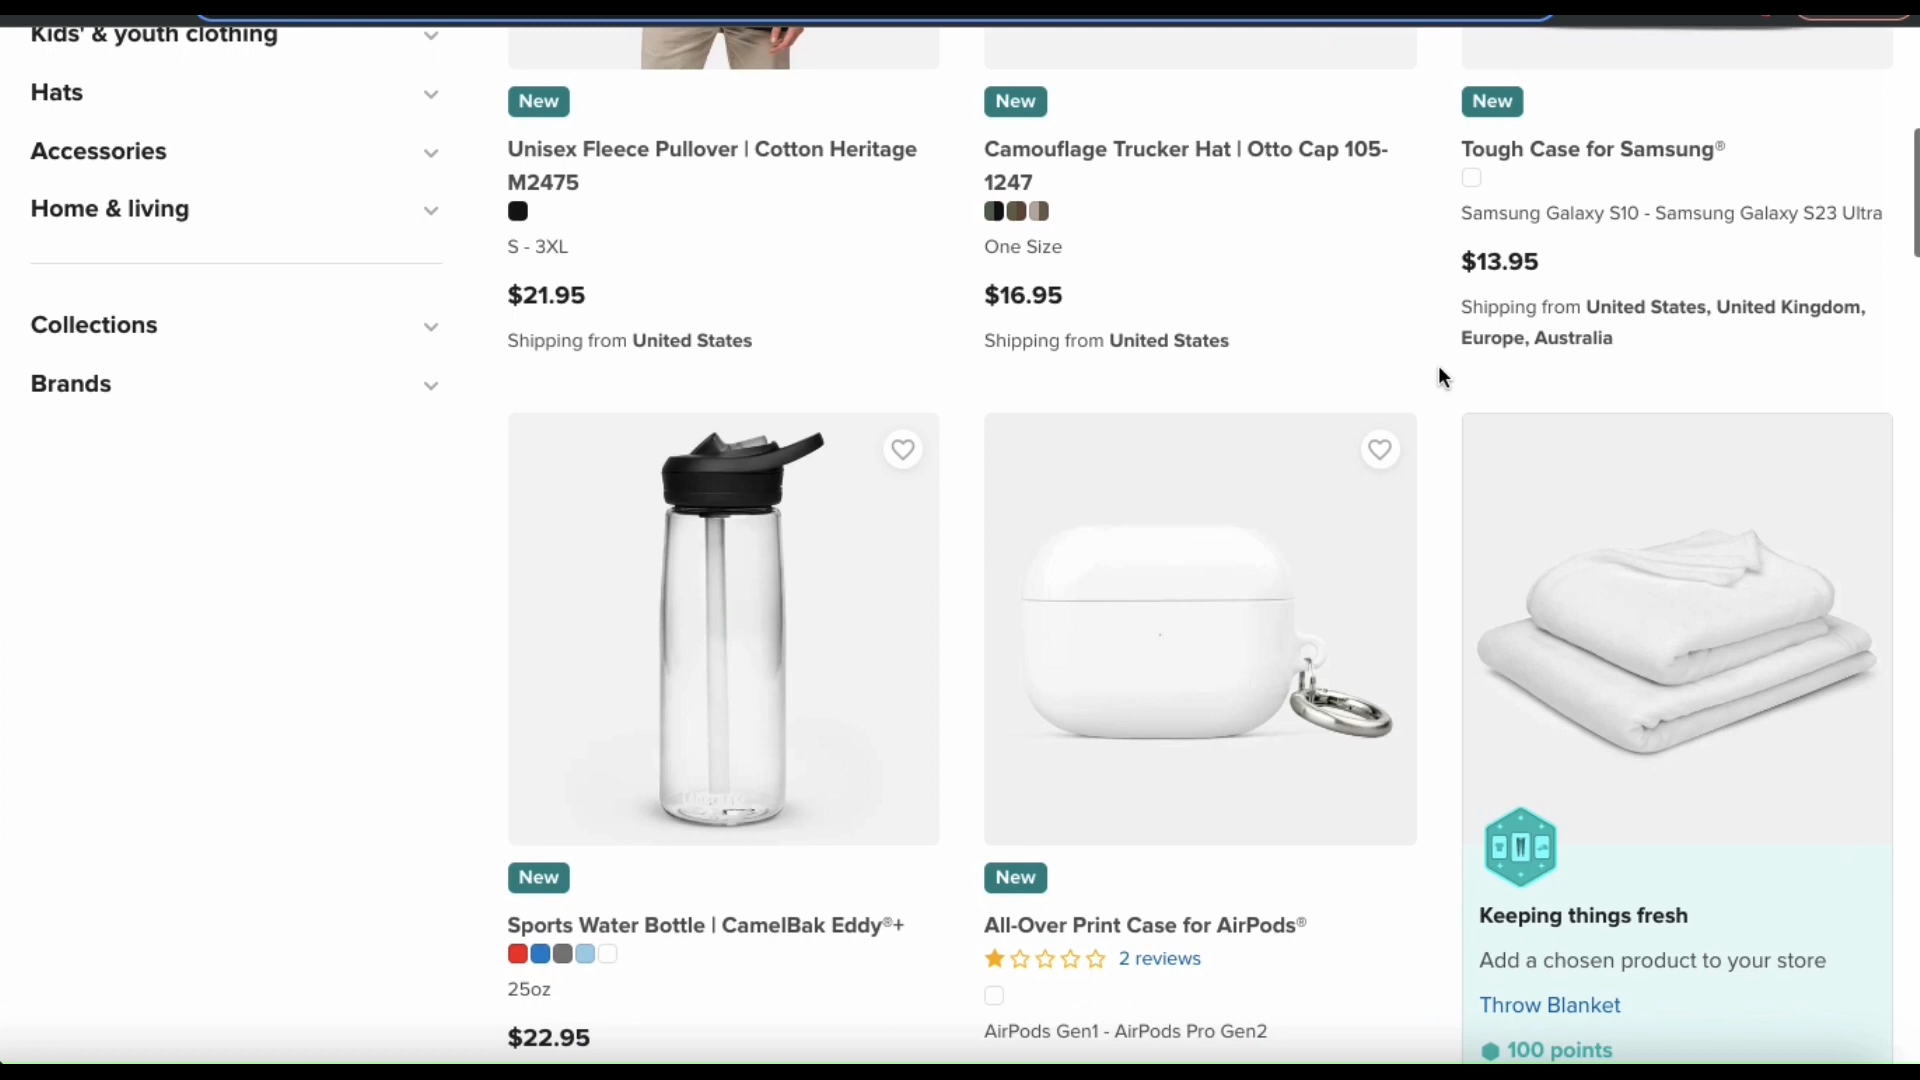 Kids' & youth clothing
Hats
Accessories
Home & living
Collections
Brands
New
Unisex Fleece Pullover | Cotton Heritage
M2475
S - 3XL
$21.95
Shipping from United States
New
Camouflage Trucker Hat | Otto Cap 105-
1247
One Size
$16.95
Shipping from United States
New
Tough Case for Samsung®
Samsung Galaxy S10 - Samsung Galaxy S23 Ultra
$13.95
Shipping from United States, United Kingdom,
Europe, Australia
New
Sports Water Bottle | CamelBak Eddy®+
25oz
$22.95
New
All-Over Print Case for AirPods®
2 reviews
AirPods Gen1 - AirPods Pro Gen2
Keeping things fresh
Add a chosen product to your store
Throw Blanket
100 points